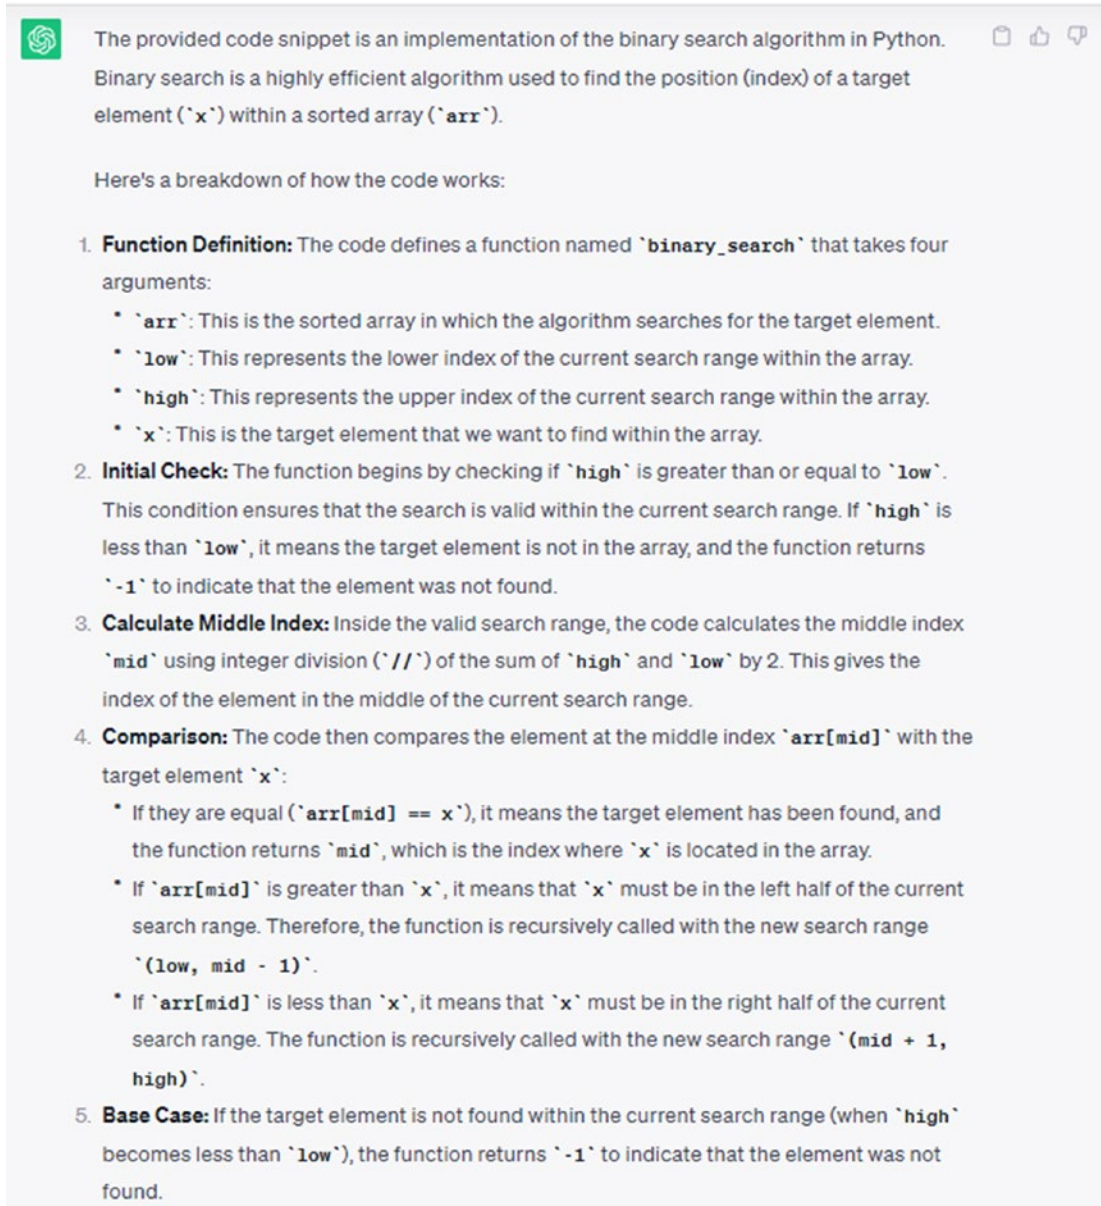 The provided code snippet is an implementation of the binary search algorithm in Python.
Binary search is a highly efficient algorithm used to find the position (index) of a target
element (`x`) within a sorted array (`arr`).
Here's a breakdown of how the code works:
1. Function Definition: The code defines a function named `binary_search` that takes four
arguments:
• `arr`: This is the sorted array in which the algorithm searches for the target element.
• `low`: This represents the lower index of the current search range within the array.
• `high`: This represents the upper index of the current search range within the array.
• `x`: This is the target element that we want to find within the array.
2. Initial Check: The function begins by checking if `high` is greater than or equal to `low`.
This condition ensures that the search is valid within the current search range. If `high` is
less than `low`, it means the target element is not in the array, and the function returns
`-1` to indicate that the element was not found.
3. Calculate Middle Index: Inside the valid search range, the code calculates the middle index
`mid` using integer division (`//`) of the sum of `high` and `low` by 2. This gives the
index of the element in the middle of the current search range.
4. Comparison: The code then compares the element at the middle index `arr[mid]` with the
target element `x`:
• If they are equal (`arr[mid] == x`), it means the target element has been found, and
the function returns `mid`, which is the index where `x` is located in the array.
• If `arr[mid]` is greater than `x`, it means that `x` must be in the left half of the current
search range. Therefore, the function is recursively called with the new search range
`(low, mid - 1)`.
• If `arr[mid]` is less than `x`, it means that `x` must be in the right half of the current
search range. The function is recursively called with the new search range `(mid + 1,
high)`.
5. Base Case: If the target element is not found within the current search range (when `high`
becomes less than `low`), the function returns `-1` to indicate that the element was not
found.